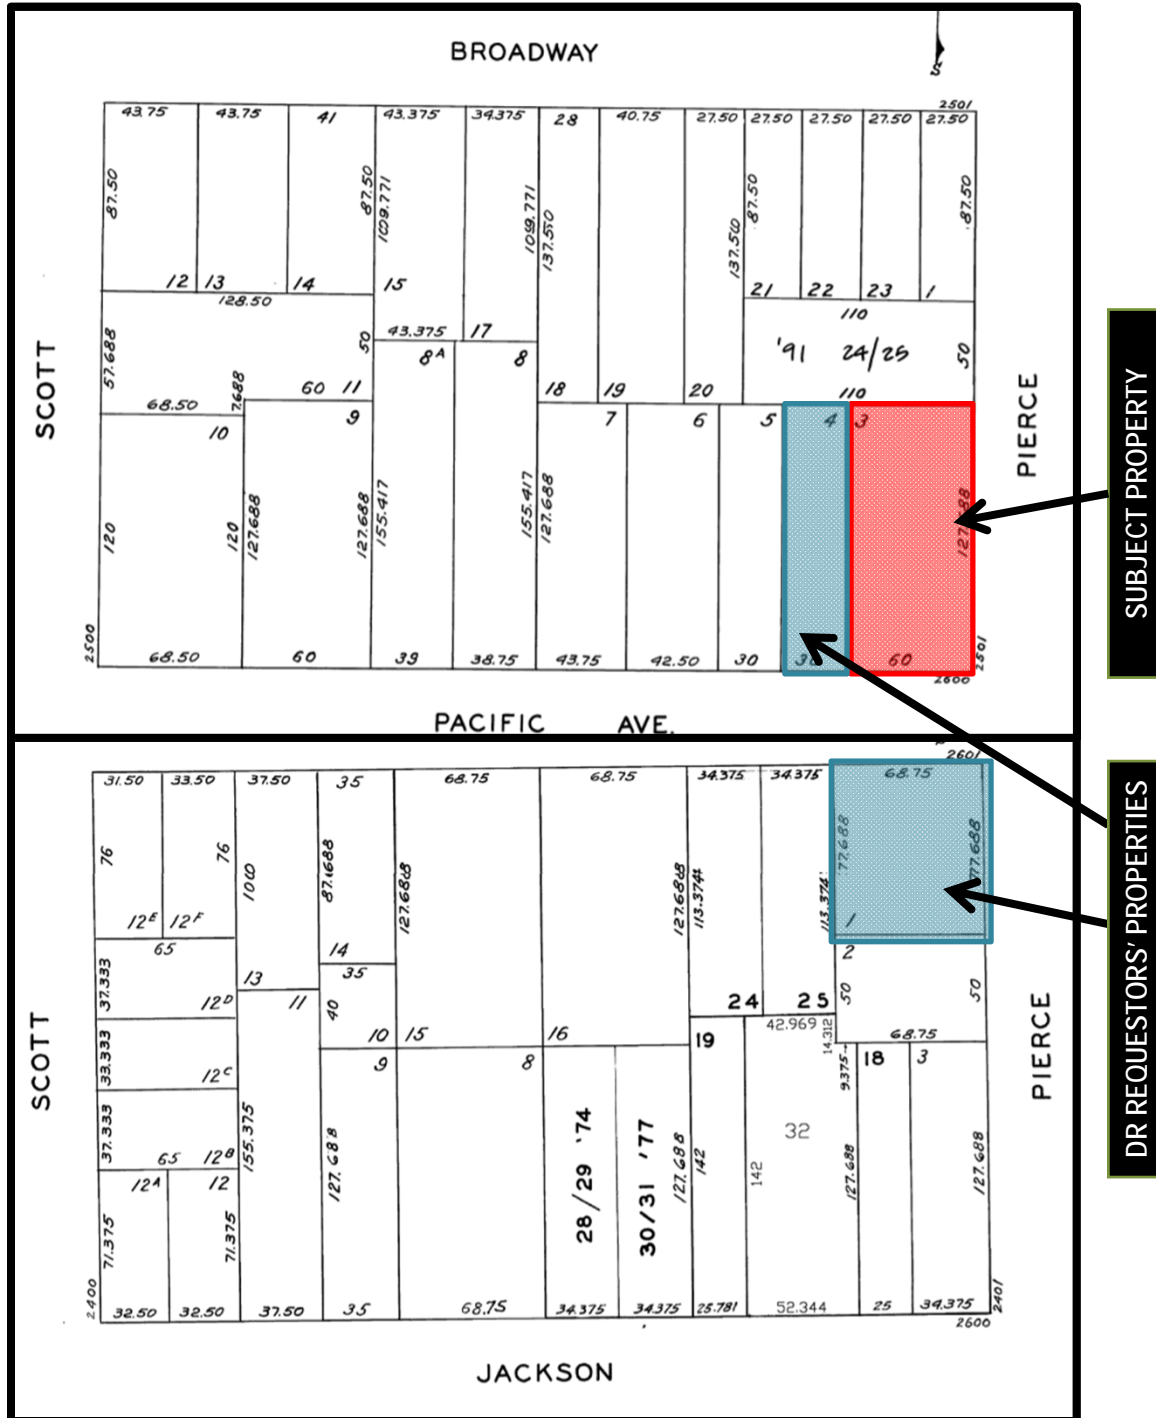 BROADWAY
S
2501
43.75 43.75 41 43.375 34.375 28 40.75 27.50 27.50 27.50 27.50 27.50
87.50 87.50 109.771 109.771 137.550 137.500 87.50 87.50
12 13 14 15 21 22 23 1
128.50 110
43.375 17
57.688 50 8A 8 '91 24/25 50
7.688 60 11 18 19 20 110
68.50 9 7 6 5 4 3
10
SCOTT
PIERCE
120 120 127.688 127.688 155.417 155.417 127.688 127.688
2500 2501
68.50 60 39 38.75 43.75 42.50 30 30 60
2600
PACIFIC AVE.
SUBJECT PROPERTY
2601
31.50 33.50 37.50 35 68.75 68.75 34.375 34.375 68.75
76 76 100 87.1688 127.6888 127.6888 113.374 113.374 77.688 77.688
12E 12F 1
65 14 2
37.333 13 35 50 50
12D 11 40 24 25
10 15 16 19 42.969 14.312 68.75
33.333 12C 9 8 9.375 18 3
37.333 65 12B 155.375 32
12A 12 127.688 28/29 '74 30/31 '77 127.688 142 142 127.688 127.688
71.375 71.375
SCOTT
PIERCE
2400 2401
32.50 32.50 37.50 35 68.75 34.375 34.375 25.781 52.344 25 34.375
2600
JACKSON
DR REQUESTORS' PROPERTIES